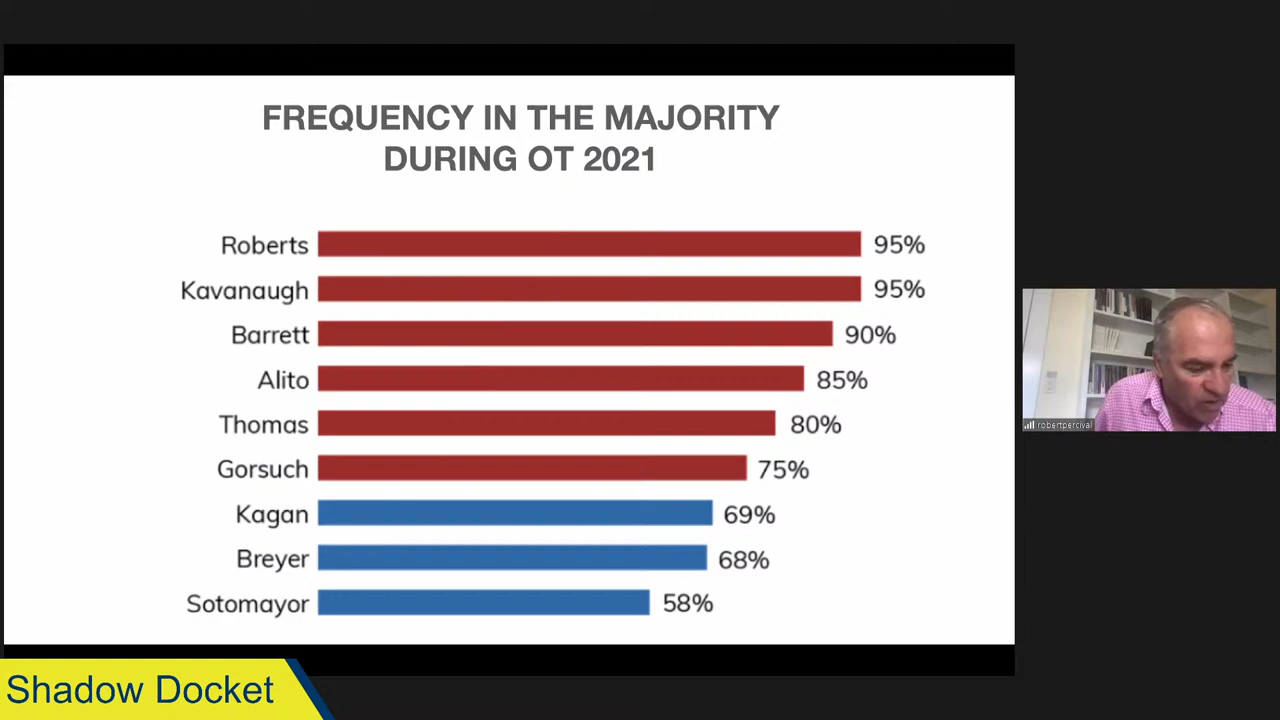 FREQUENCY IN THE MAJORITY
DURING OT 2021
Roberts 95%
Kavanaugh 95%
Barrett 90%
Alito 85%
Thomas 80%
Gorsuch 75%
Kagan 69%
Breyer 68%
Sotomayor 58%
robertpercival
Shadow Docket